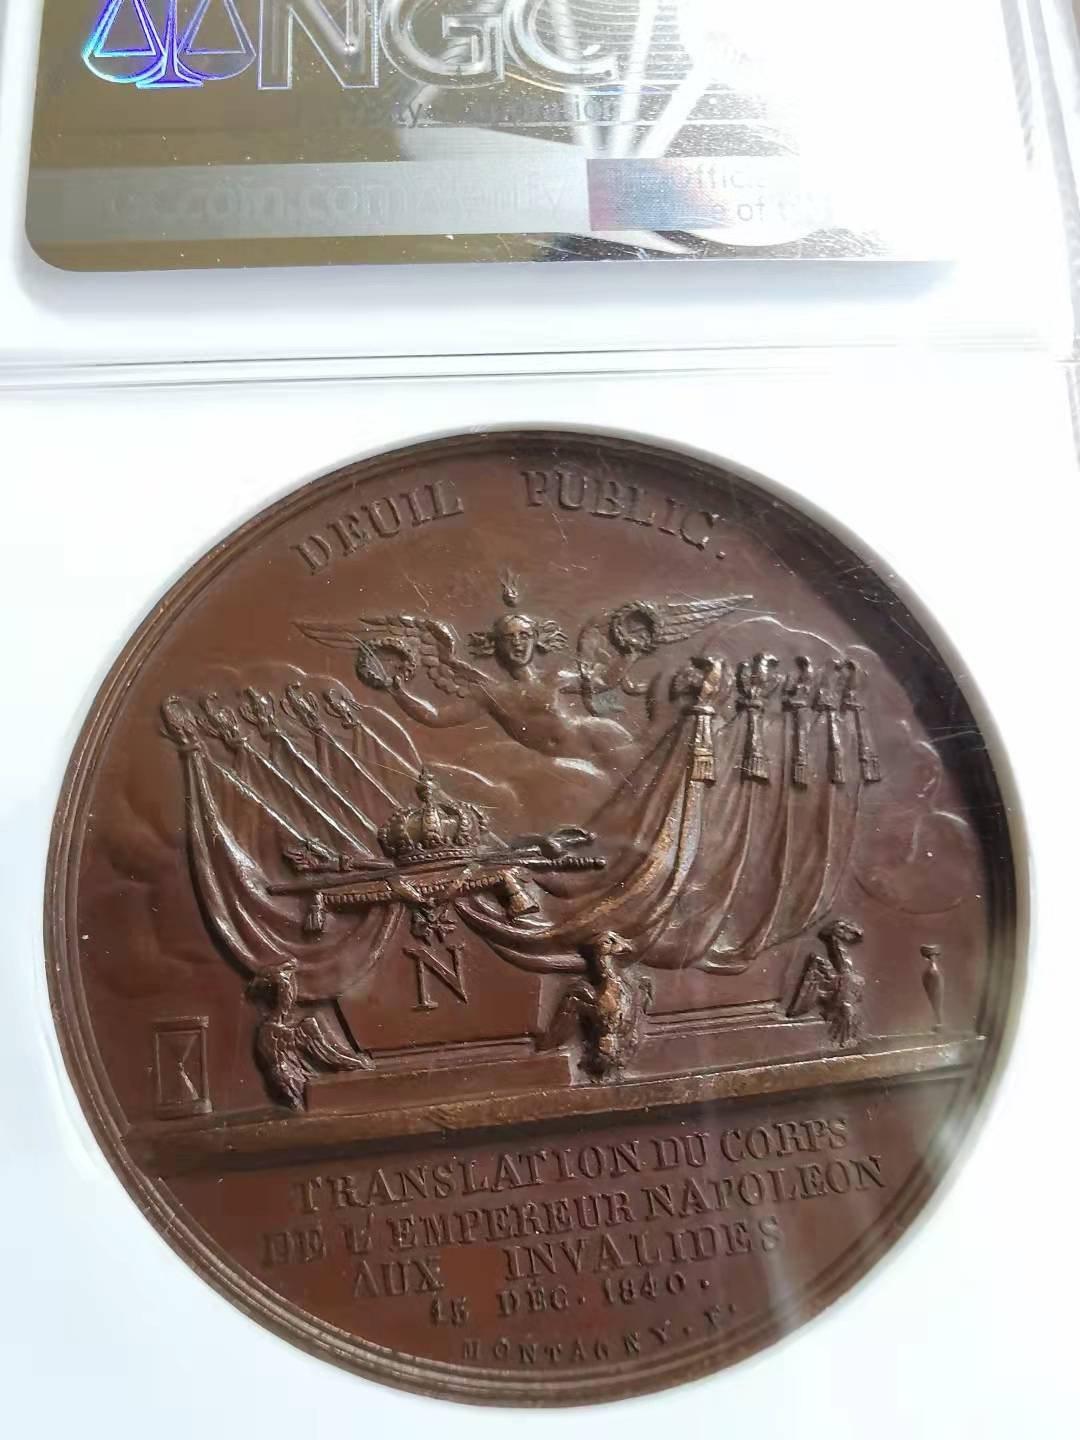 NGC
DEUIL PUBLIC.
N
TRANSLATION DU CORPS
DE L'EMPEREUR NAPOLEON
AUX INVALIDES
15 DÉC. 1840.
MONTAGNY. F.